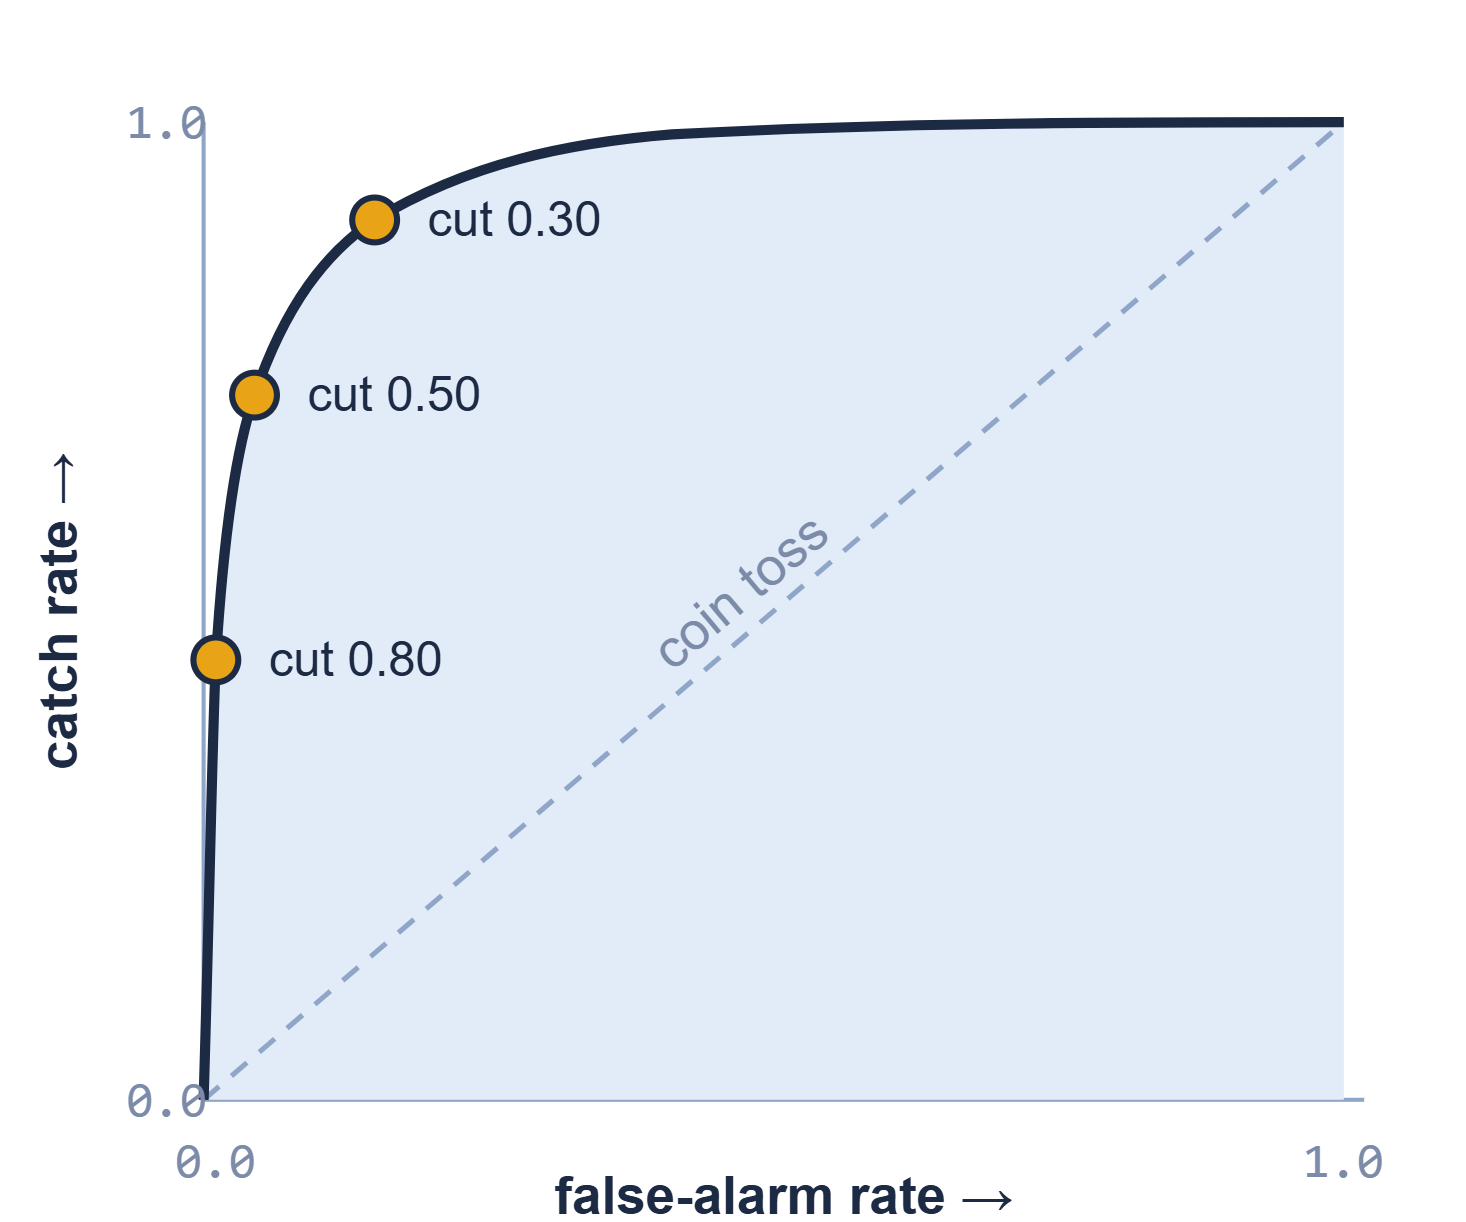 1.0
cut 0.30
cut 0.50
catch rate →
coin toss
cut 0.80
0.0
0.0
1.0
false-alarm rate →